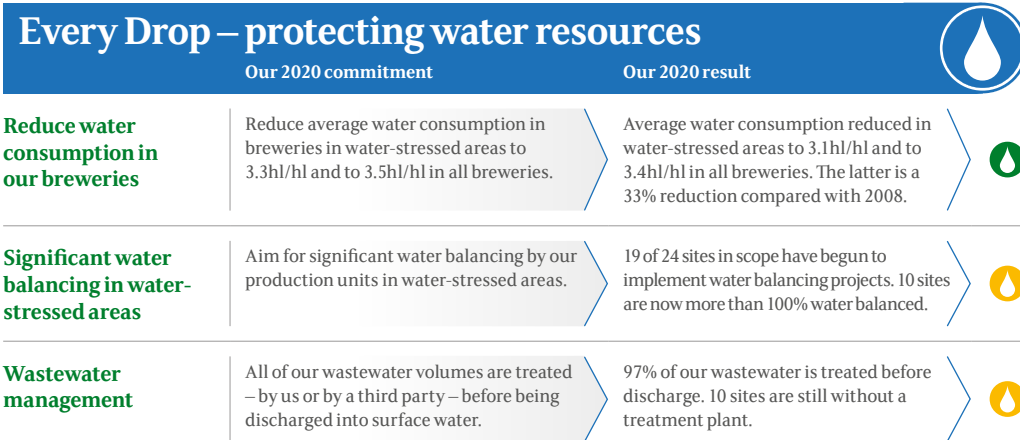 Every Drop – protecting water resources
Our 2020 commitment
Our 2020 result
Reduce water
consumption in
our breweries
Reduce average water consumption in
breweries in water-stressed areas to
3.3hl/hl and to 3.5hl/hl in all breweries.
Average water consumption reduced in
water-stressed areas to 3.1hl/hl and to
3.4hl/hl in all breweries. The latter is a
33% reduction compared with 2008.
Significant water
balancing in water-
stressed areas
Aim for significant water balancing by our
production units in water-stressed areas.
19 of 24 sites in scope have begun to
implement water balancing projects. 10 sites
are now more than 100% water balanced.
Wastewater
management
All of our wastewater volumes are treated
– by us or by a third party – before being
discharged into surface water.
97% of our wastewater is treated before
discharge. 10 sites are still without a
treatment plant.